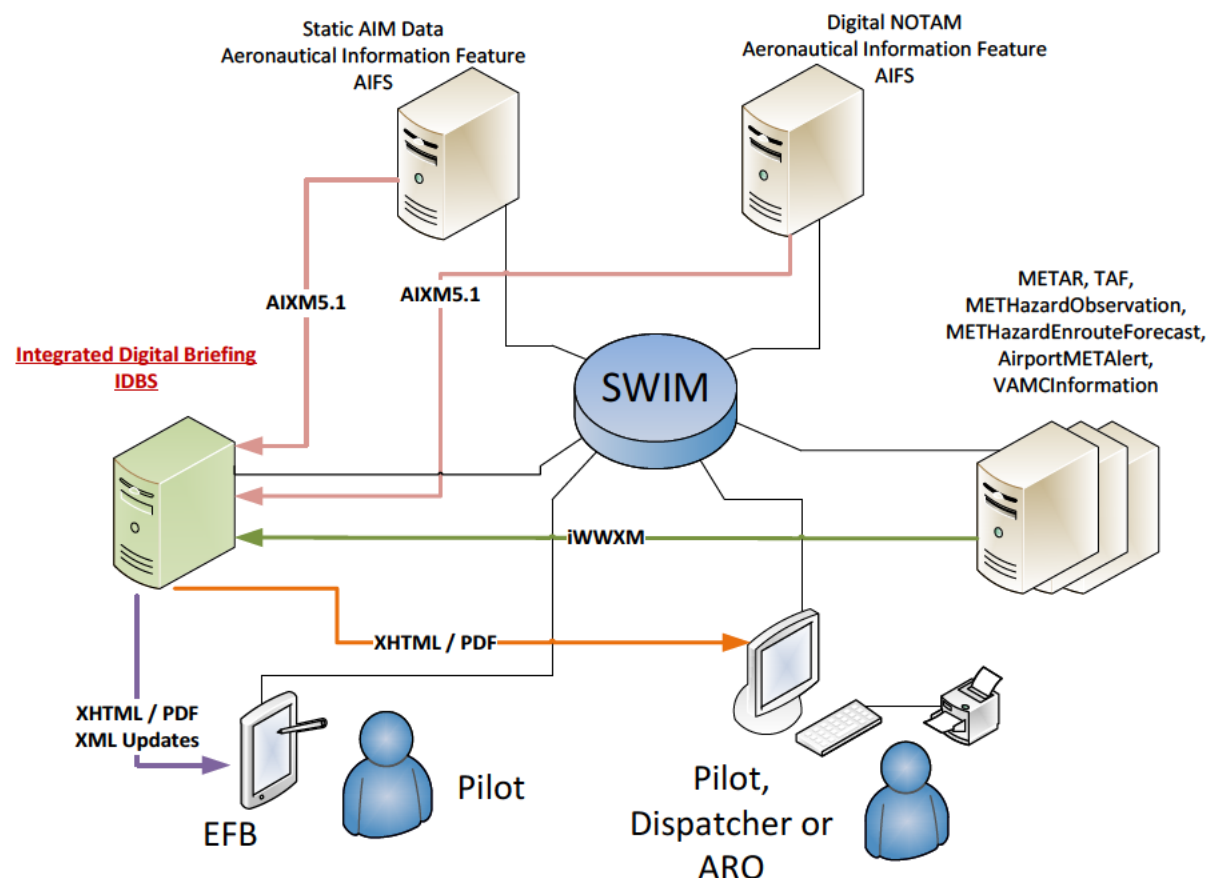 Static AIM Data
Aeronautical Information Feature
AIFS
Digital NOTAM
Aeronautical Information Feature
AIFS
AIXM5.1
AIXM5.1
METAR, TAF,
METHazardObservation,
METHazardEnrouteForecast,
AirportMETAlert,
VAMCInformation
Integrated Digital Briefing
IDBS
SWIM
iWWXM
XHTML / PDF
XHTML / PDF
XML Updates
EFB
Pilot
Pilot,
Dispatcher or
ARO